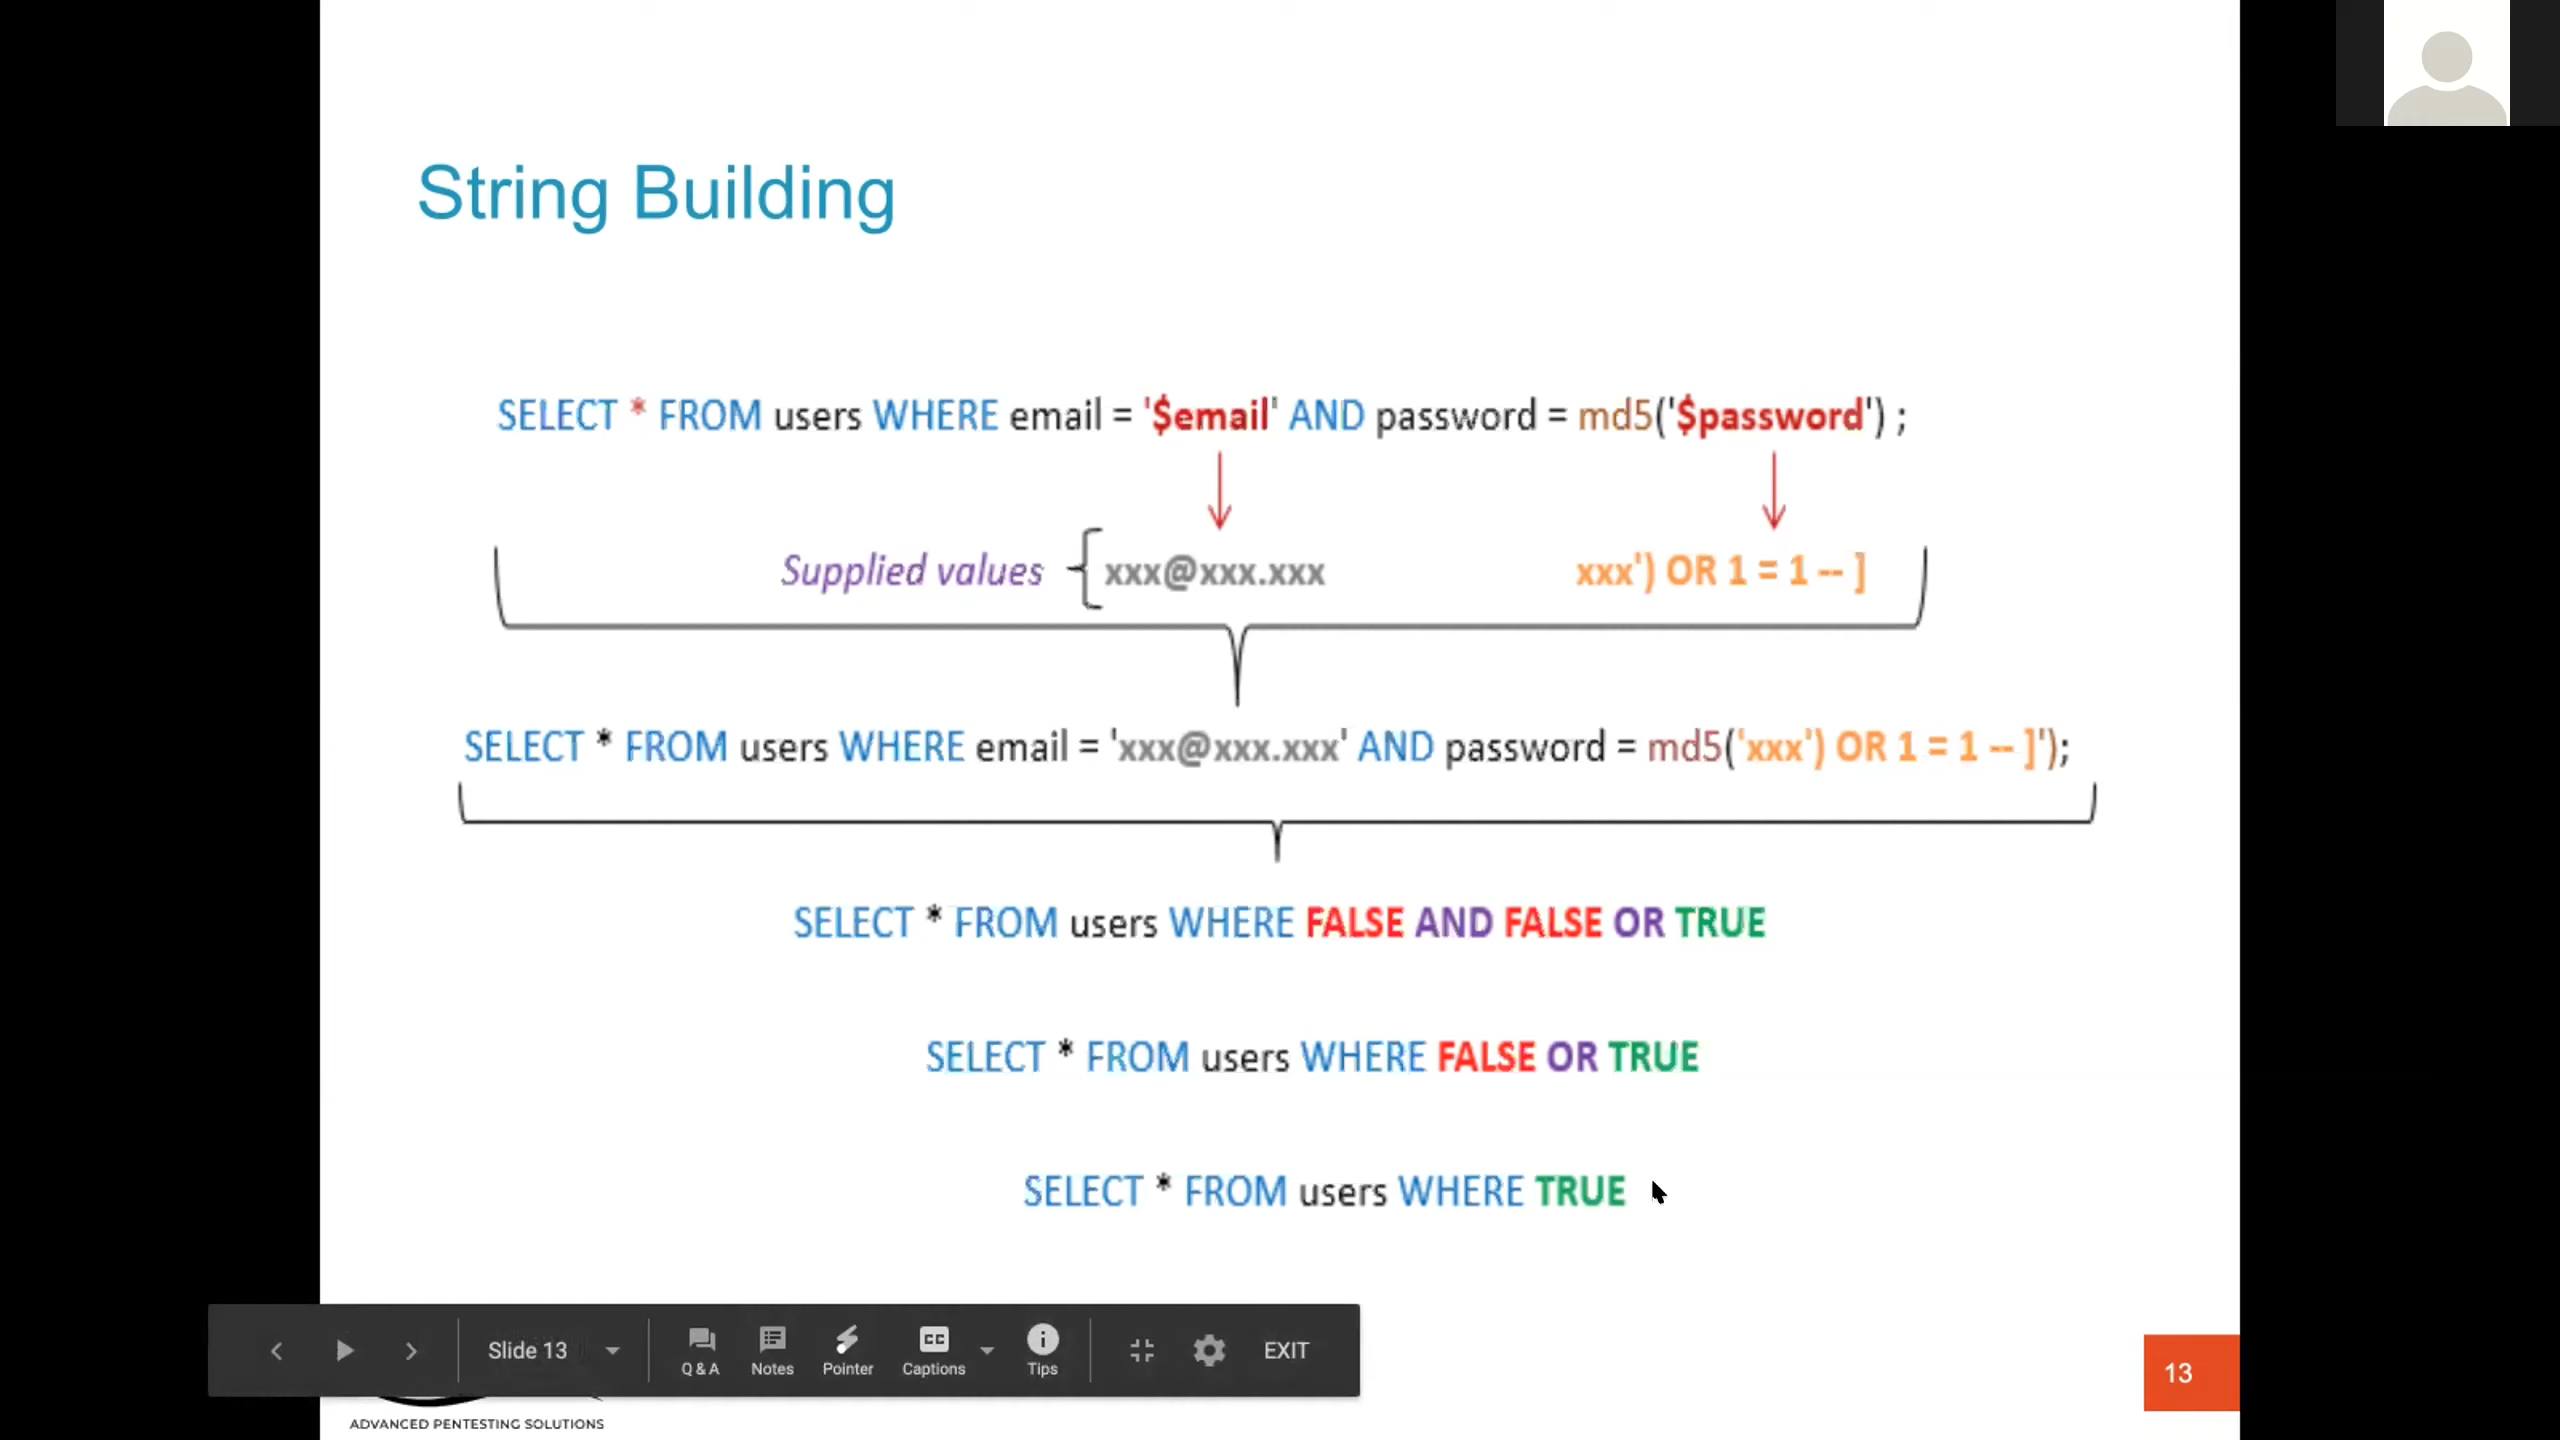 String Building
SELECT * FROM users WHERE email = '$email' AND password = md5('$password') ;
Supplied values xxx@xxx.xxx xxx') OR 1 = 1 -- ]
SELECT * FROM users WHERE email = 'xxx@xxx.xxx' AND password = md5('xxx') OR 1 = 1 -- ]');
SELECT * FROM users WHERE FALSE AND FALSE OR TRUE
SELECT * FROM users WHERE FALSE OR TRUE
SELECT * FROM users WHERE TRUE
Slide 13
Q & A
Notes
Pointer
CC
Captions
Tips
EXIT
13
ADVANCED PENTESTING SOLUTIONS